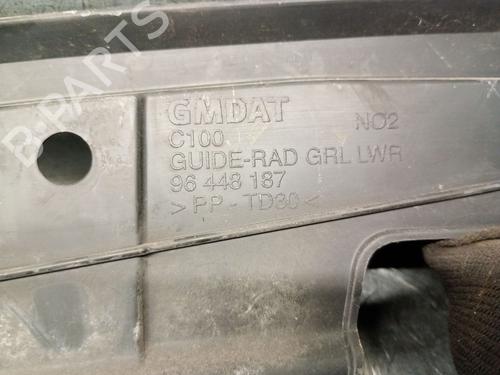 GMDAT
C100
NO2
GUIDE-RAD GRL LWR
96 448 187
> PP - TD30 <
B-PARTS